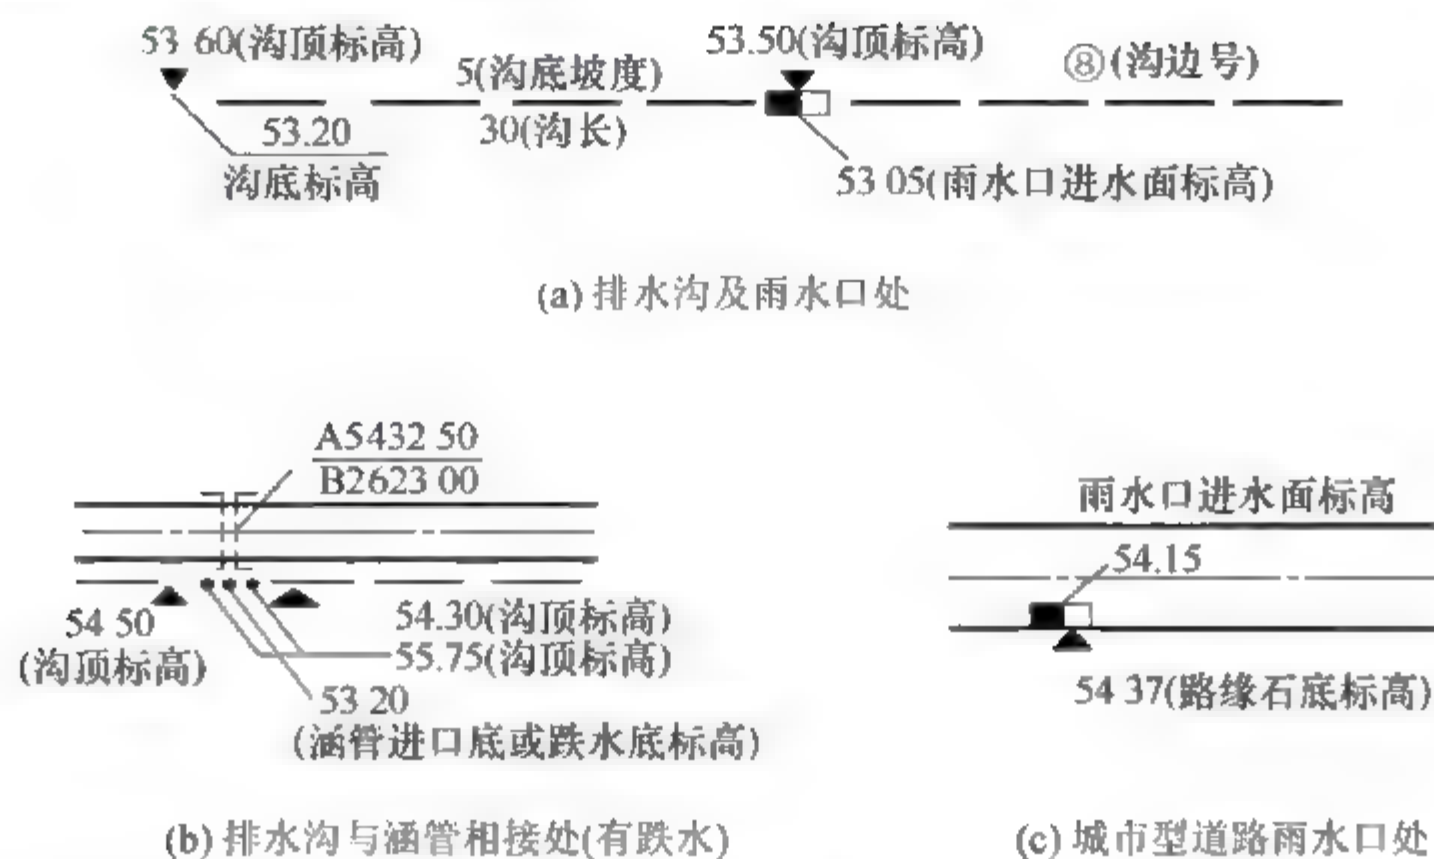 53 60(沟顶标高)
5(沟底坡度)
53.50(沟顶标高)
⑧(沟边号)
53.20
30(沟长)
沟底标高
53 05(雨水口进水面标高)
(a) 排水沟及雨水口处
A5432 50
B2623 00
54 50
(沟顶标高)
54.30(沟顶标高)
55.75(沟顶标高)
53 20
(涵管进口底或跌水底标高)
(b) 排水沟与涵管相接处(有跌水)
雨水口进水面标高
54.15
54 37(路缘石底标高)
(c) 城市型道路雨水口处